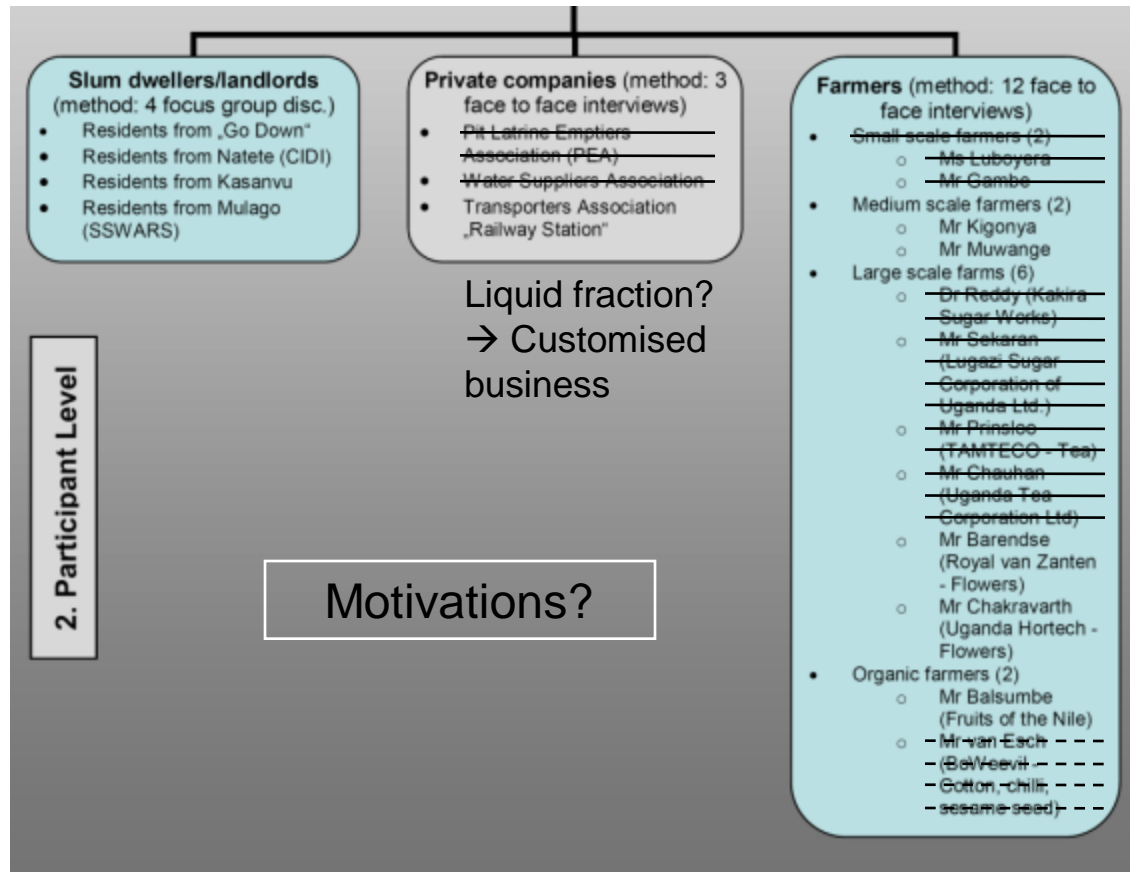 Slum dwellers/landlords
(method: 4 focus group disc.)
• Residents from „Go Down“
• Residents from Natete (CIDI)
• Residents from Kasanvu
• Residents from Mulago
(SSWARS)
Private companies (method: 3
face to face interviews)
• Pit Latrine Emptiers
Association (PEA)
• Water Suppliers Association
• Transporters Association
„Railway Station“
Liquid fraction?
→ Customised
business
2. Participant Level
Motivations?
Farmers (method: 12 face to
face interviews)
• Small scale farmers (2)
o Ms Luboyera
o Mr Gambe
• Medium scale farmers (2)
o Mr Kigonya
o Mr Muwange
• Large scale farms (6)
o Dr Reddy (Kakira
Sugar Works)
o Mr Sekaran
(Lugazi Sugar
Corporation of
Uganda Ltd.)
o Mr Prinsloo
(TAMTECO - Tea)
o Mr Chauhan
(Uganda Tea
Corporation Ltd)
o Mr Barendse
(Royal van Zanten
- Flowers)
o Mr Chakravarth
(Uganda Hortech -
Flowers)
• Organic farmers (2)
o Mr Balsumbe
(Fruits of the Nile)
o Mr van Esch
(BoWeevil -
Cotton, chilli,
sesame seed)